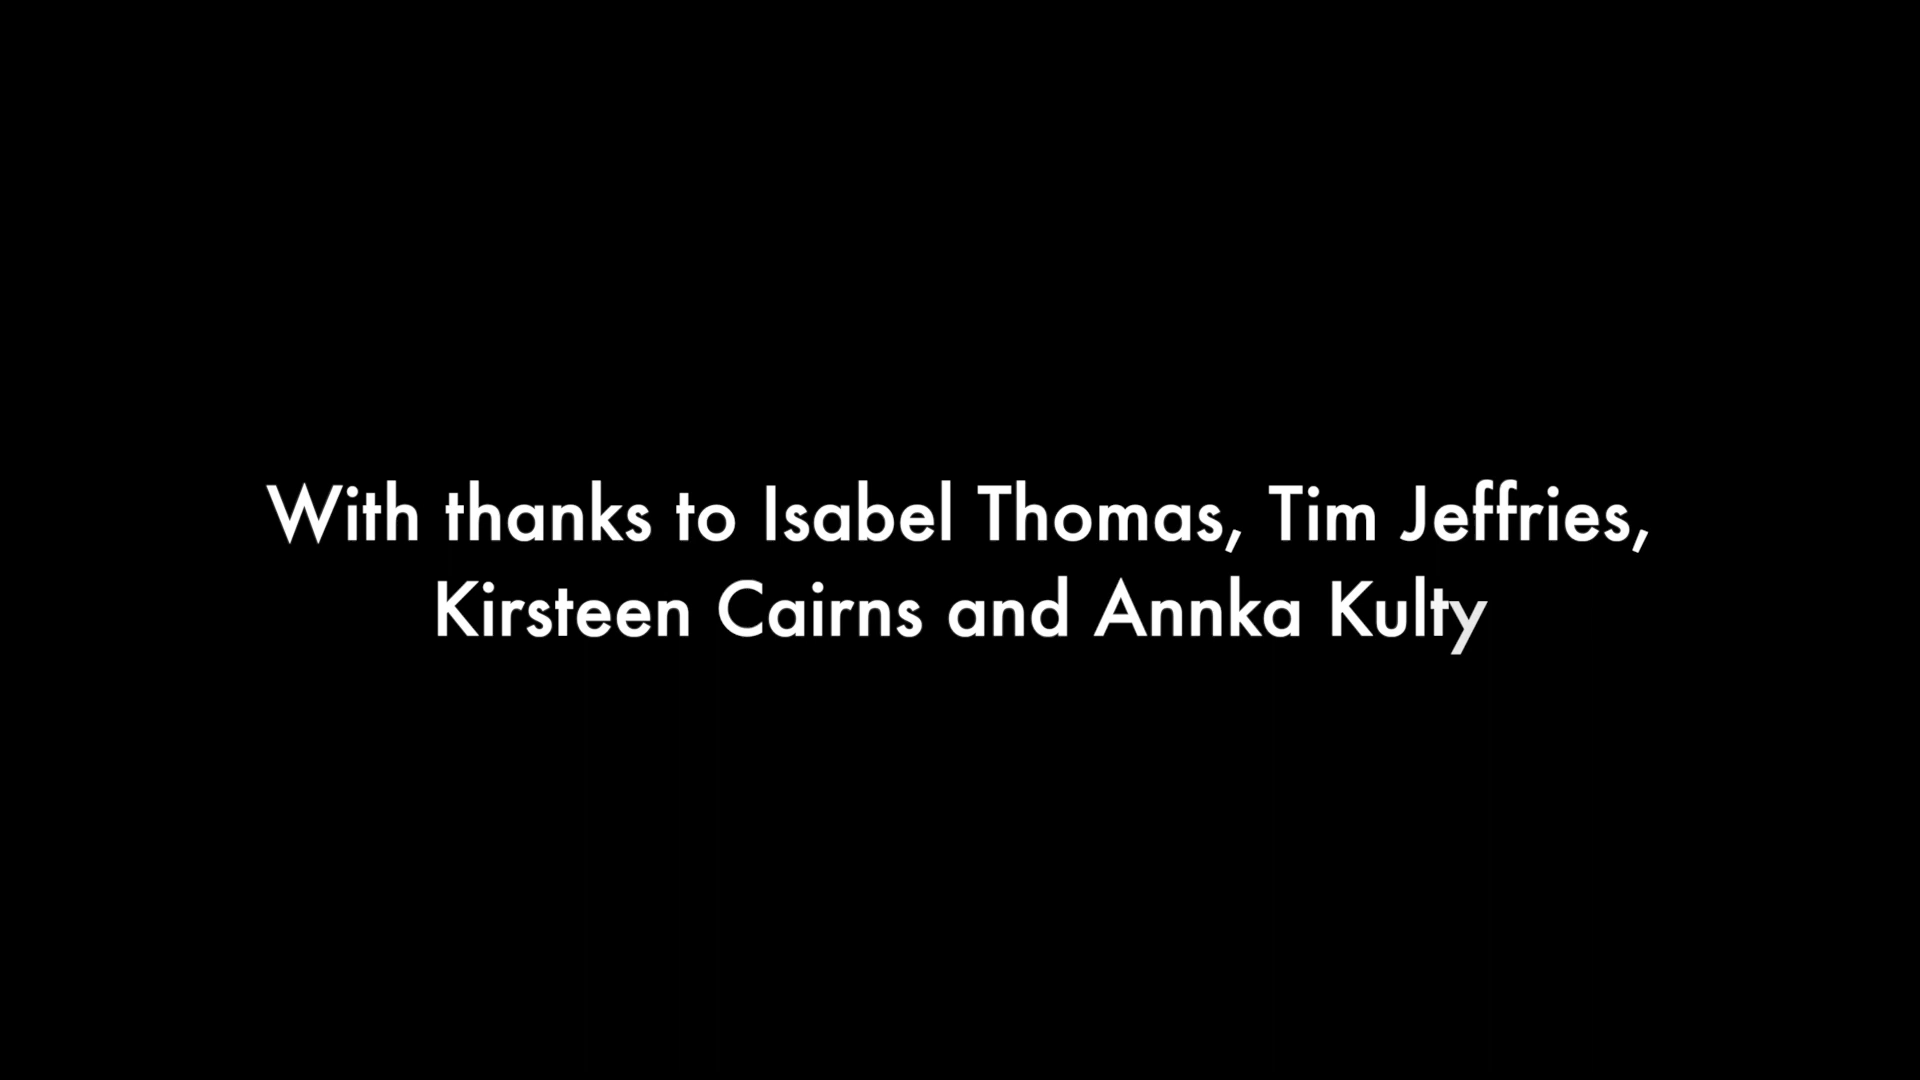 With thanks to Isabel Thomas, Tim Jeffries,
Kirsteen Cairns and Annka Kulty